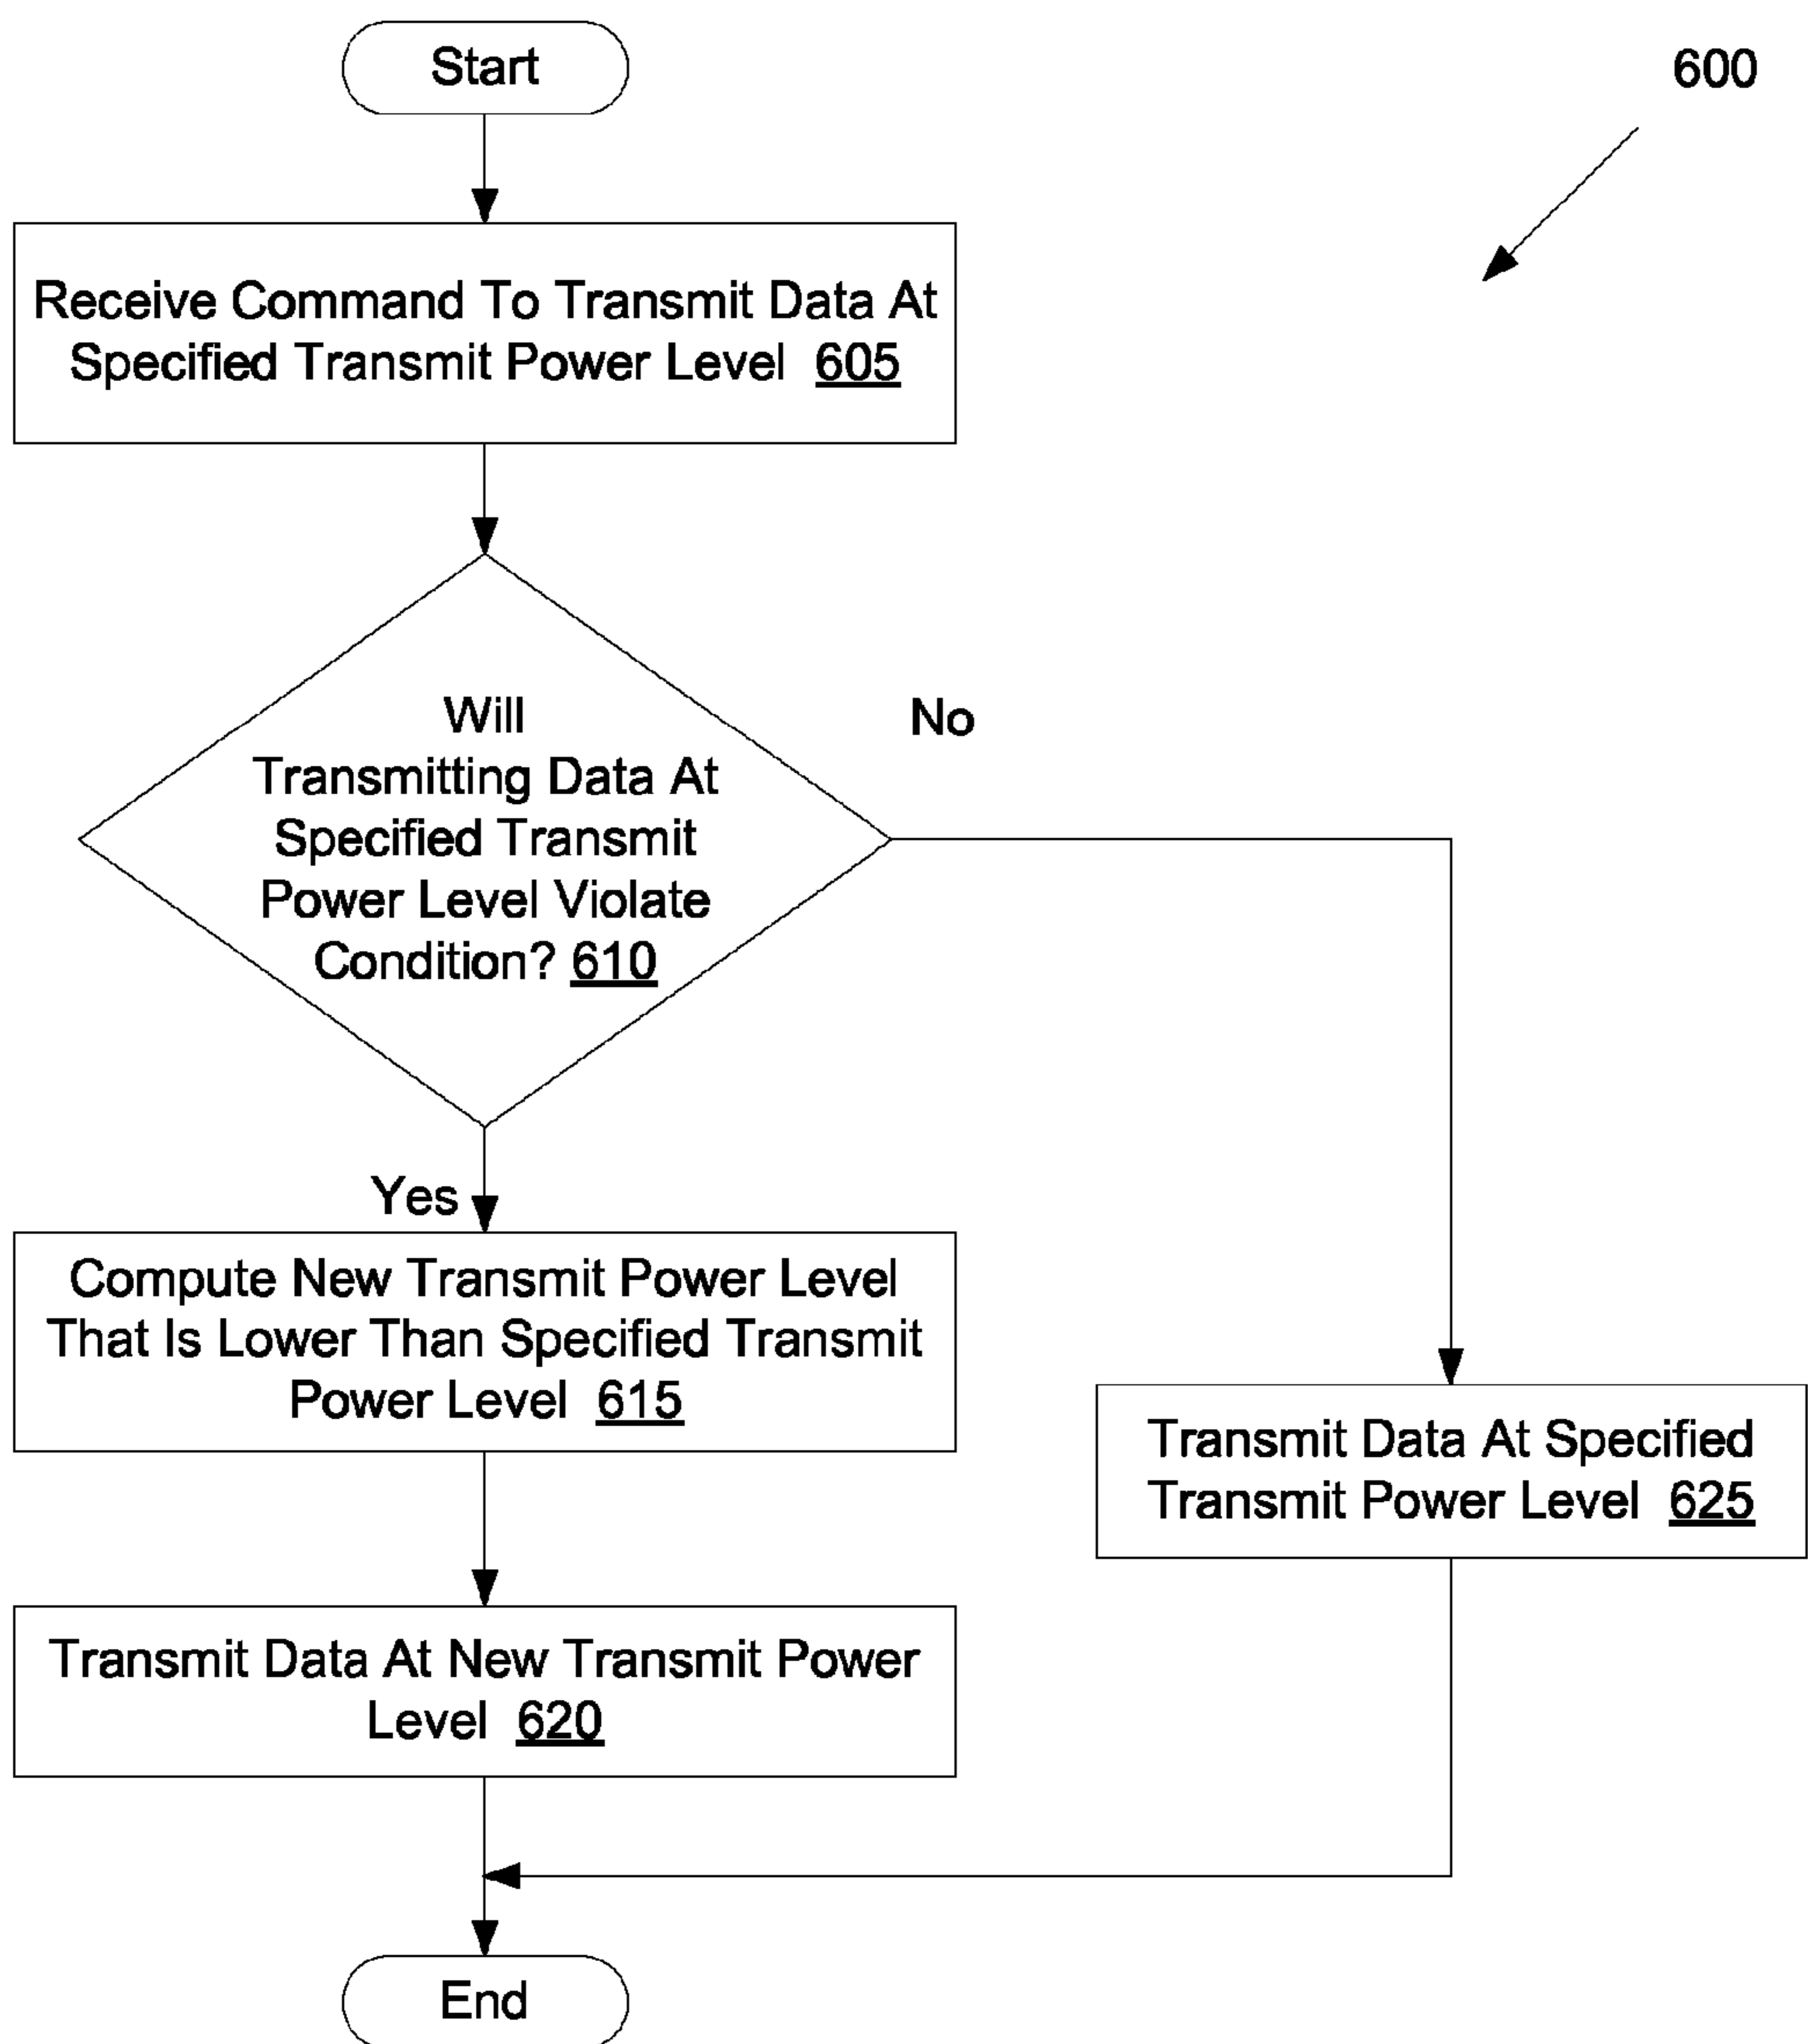 Start
600
Receive Command To Transmit Data At
Specified Transmit Power Level 605
Will
Transmitting Data At
Specified Transmit
Power Level Violate
Condition? 610
No
Yes
Compute New Transmit Power Level
That Is Lower Than Specified Transmit
Power Level 615
Transmit Data At Specified
Transmit Power Level 625
Transmit Data At New Transmit Power
Level 620
End